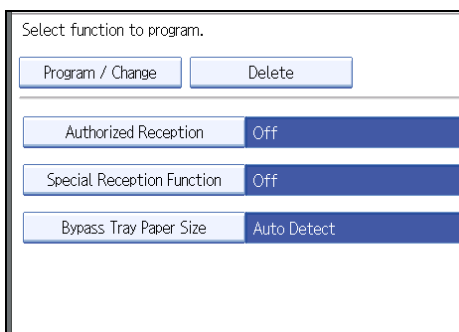 Select function to program.
Program / Change Delete
Authorized Reception Off
Special Reception Function Off
Bypass Tray Paper Size Auto Detect